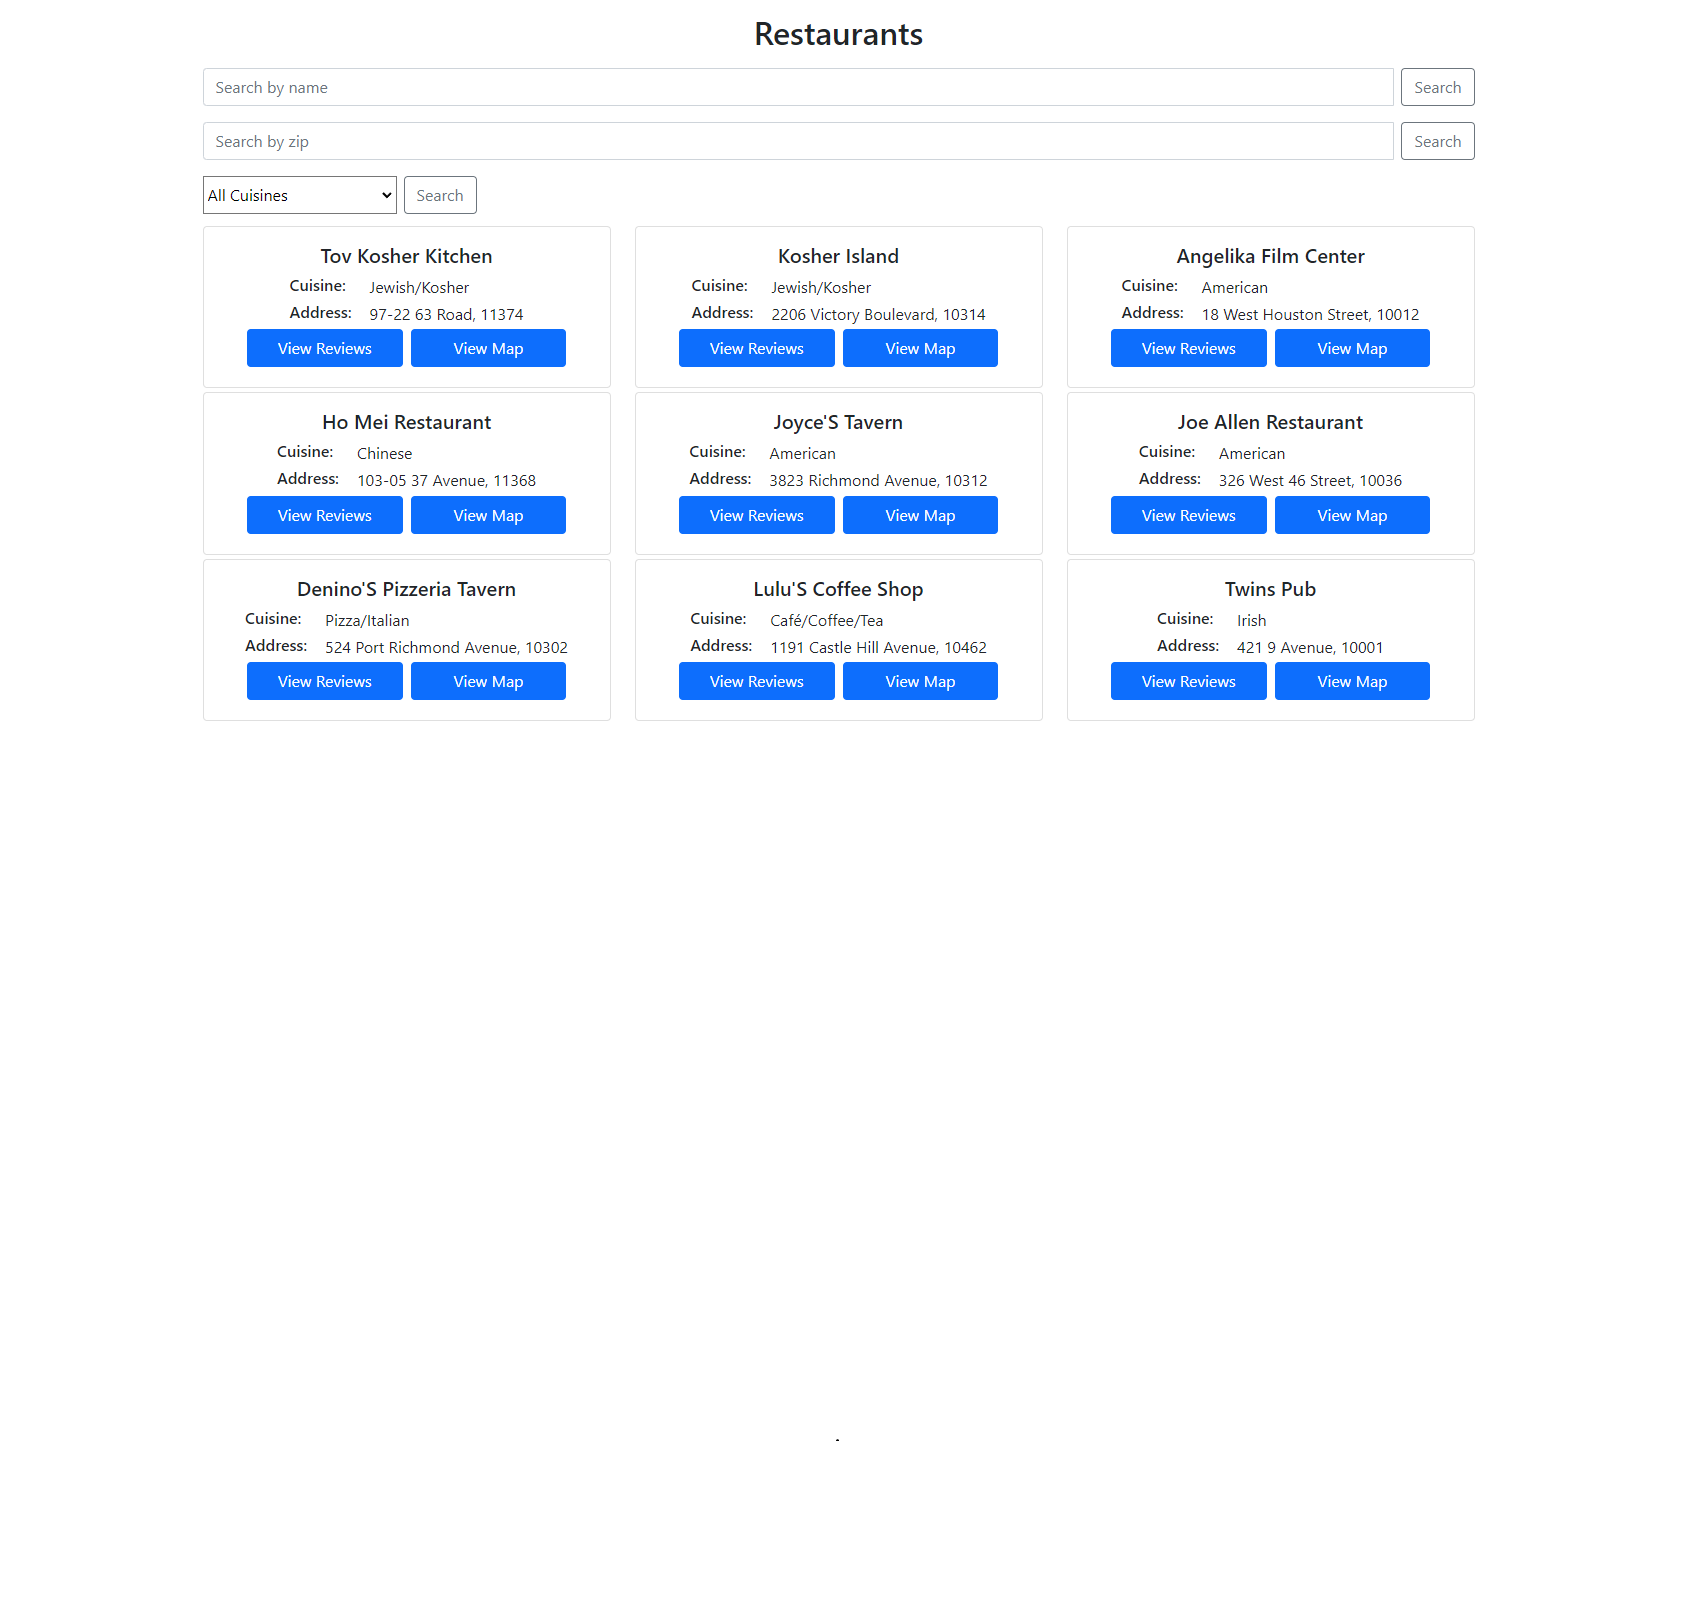 Restaurants
Search by name
Search
Search by zip
Search
All Cuisines
Search
Tov Kosher Kitchen
Cuisine: Jewish/Kosher
Address: 97-22 63 Road, 11374
View Reviews
View Map
Kosher Island
Cuisine: Jewish/Kosher
Address: 2206 Victory Boulevard, 10314
View Reviews
View Map
Angelika Film Center
Cuisine: American
Address: 18 West Houston Street, 10012
View Reviews
View Map
Ho Mei Restaurant
Cuisine: Chinese
Address: 103-05 37 Avenue, 11368
View Reviews
View Map
Joyce'S Tavern
Cuisine: American
Address: 3823 Richmond Avenue, 10312
View Reviews
View Map
Joe Allen Restaurant
Cuisine: American
Address: 326 West 46 Street, 10036
View Reviews
View Map
Denino'S Pizzeria Tavern
Cuisine: Pizza/Italian
Address: 524 Port Richmond Avenue, 10302
View Reviews
View Map
Lulu'S Coffee Shop
Cuisine: Café/Coffee/Tea
Address: 1191 Castle Hill Avenue, 10462
View Reviews
View Map
Twins Pub
Cuisine: Irish
Address: 421 9 Avenue, 10001
View Reviews
View Map